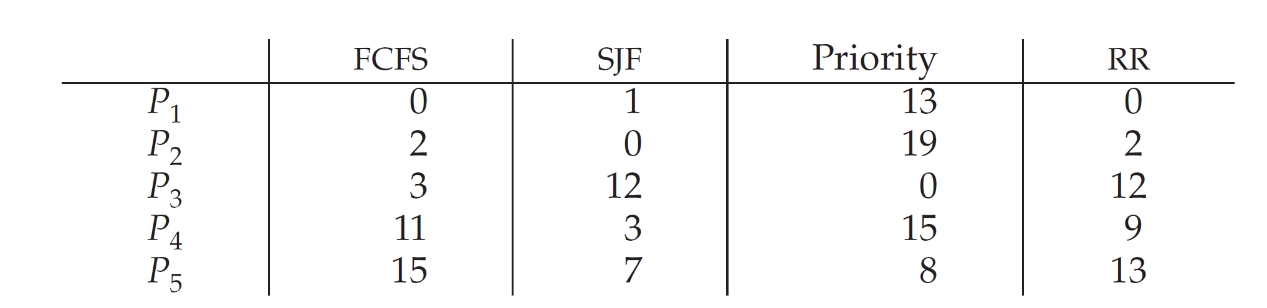 FCFS SJF Priority RR
P1 0 1 13 0
P2 2 0 19 2
P3 3 12 0 12
P4 11 3 15 9
P5 15 7 8 13